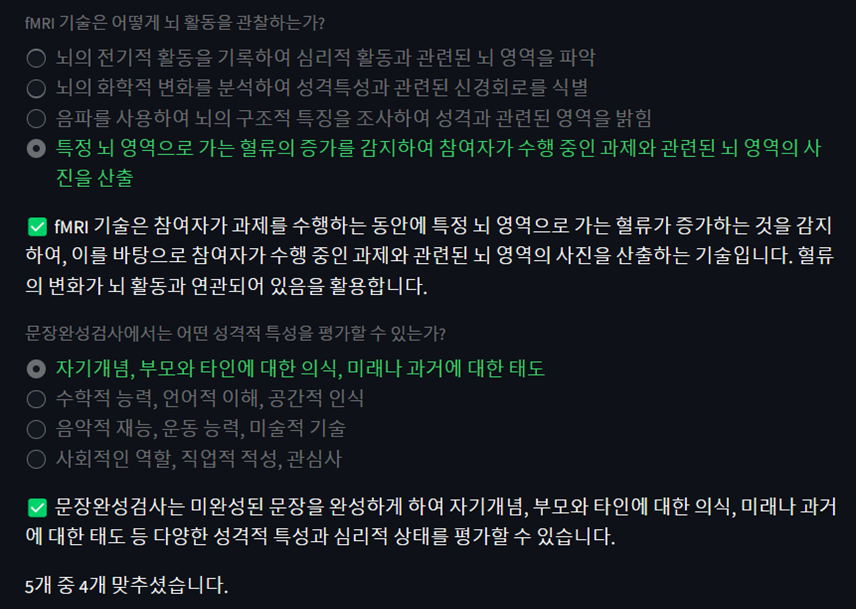 fMRI 기술은 어떻게 뇌 활동을 관찰하는가?
뇌의 전기적 활동을 기록하여 심리적 활동과 관련된 뇌 영역을 파악
뇌의 화학적 변화를 분석하여 성격특성과 관련된 신경회로를 식별
음파를 사용하여 뇌의 구조적 특징을 조사하여 성격과 관련된 영역을 밝힘
특정 뇌 영역으로 가는 혈류의 증가를 감지하여 참여자가 수행 중인 과제와 관련된 뇌 영역의 사
진을 산출
✅ fMRI 기술은 참여자가 과제를 수행하는 동안에 특정 뇌 영역으로 가는 혈류가 증가하는 것을 감지
하여, 이를 바탕으로 참여자가 수행 중인 과제와 관련된 뇌 영역의 사진을 산출하는 기술입니다. 혈류
의 변화가 뇌 활동과 연관되어 있음을 활용합니다.
문장완성검사에서는 어떤 성격적 특성을 평가할 수 있는가?
자기개념, 부모와 타인에 대한 의식, 미래나 과거에 대한 태도
수학적 능력, 언어적 이해, 공간적 인식
음악적 재능, 운동 능력, 미술적 기술
사회적인 역할, 직업적 적성, 관심사
✅ 문장완성검사는 미완성된 문장을 완성하게 하여 자기개념, 부모와 타인에 대한 의식, 미래나 과거
에 대한 태도 등 다양한 성격적 특성과 심리적 상태를 평가할 수 있습니다.
5개 중 4개 맞추셨습니다.